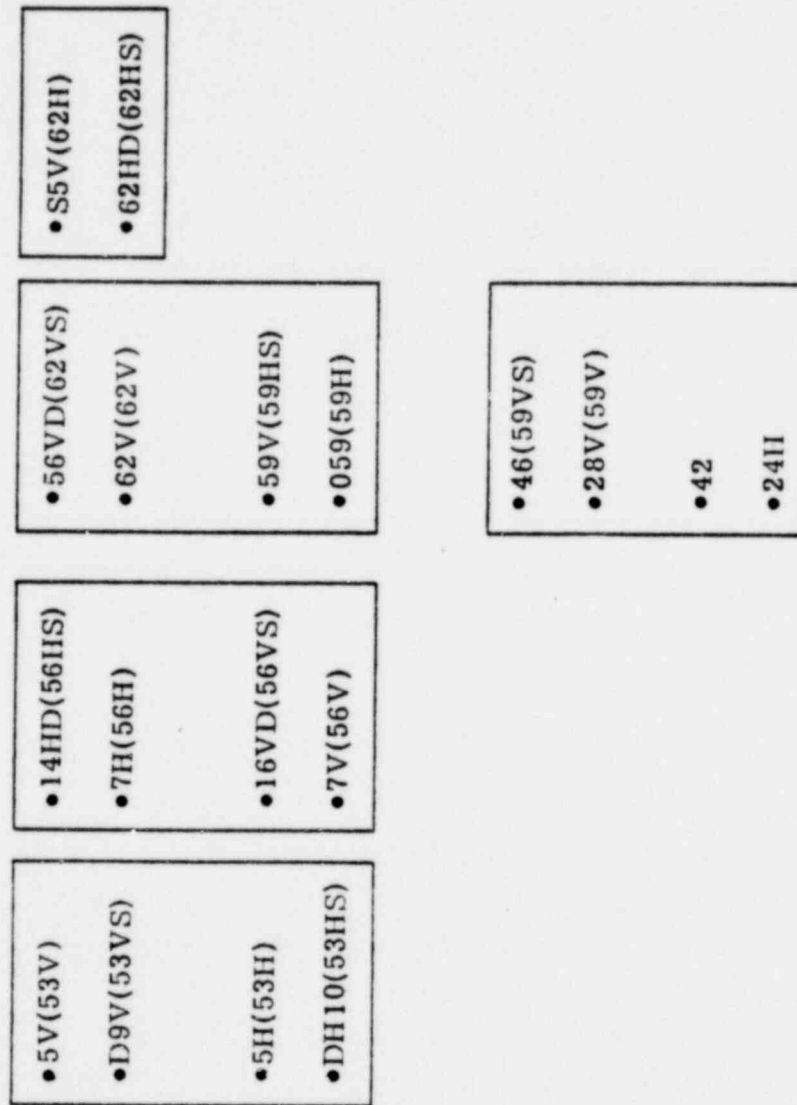 •5V(53V)
•D9V(53VS)
•5H(53H)
•DH10(53HS)
•14HD(56HS)
•7H(56H)
•16VD(56VS)
•7V(56V)
•56VD(62VS)
•62V(62V)
•59V(59HS)
•059(59H)
•S5V(62H)
•62HD(62HS)
•46(59VS)
•28V(59V)
•42
•24H